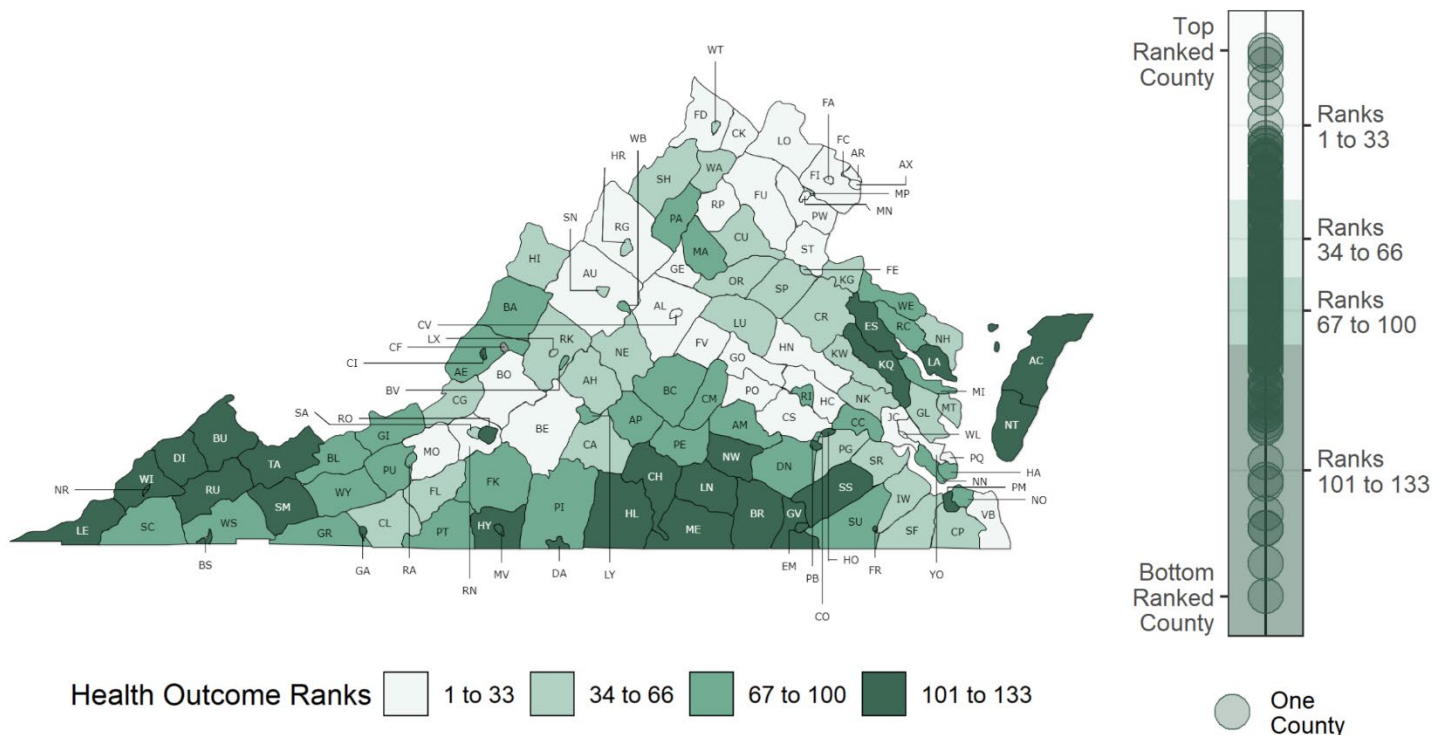 WT
FA
FD
CK
LO
FC
AR
WB
HR
AX
FI
MP
WA
SH
SN
FU
RP
MN
PW
PA
RG
CU
ST
MA
HI
FE
AU
GE
KG
OR
SP
WE
BA
AL
CR
ES
RC
CV
LU
NH
LX
RK
CF
NE
FV
HN
KW
LA
AC
CI
GO
KQ
AE
BO
AH
BV
BC
PO
RI
HC
MI
CG
CM
NK
GL
MT
SA
RO
CS
JC
NT
AP
AM
CC
WL
BU
GI
BE
MO
CA
PE
PG
PQ
DI
TA
BL
NW
SR
HA
PU
DN
PM
WI
CH
NN
NR
RU
WY
FK
LN
SS
NO
FL
PI
IW
SM
HL
BR
GV
VB
LE
SC
WS
CL
PT
HY
ME
SU
SF
CP
GR
BS
GA
RA
MV
DA
LY
EM
HO
FR
YO
RN
PB
CO
Top
Ranked
County
Ranks
1 to 33
Ranks
34 to 66
Ranks
67 to 100
Ranks
101 to 133
Bottom
Ranked
County
Health Outcome Ranks
1 to 33
34 to 66
67 to 100
101 to 133
One
County